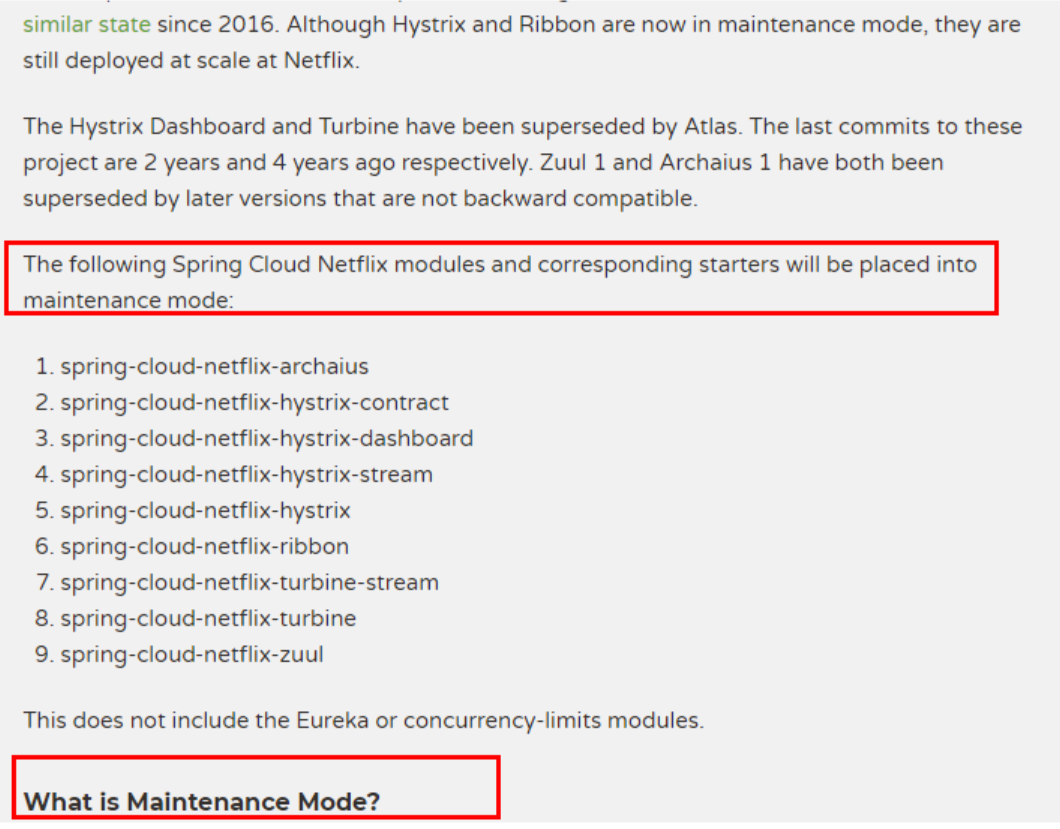 similar state since 2016. Although Hystrix and Ribbon are now in maintenance mode, they are
still deployed at scale at Netflix.
The Hystrix Dashboard and Turbine have been superseded by Atlas. The last commits to these
project are 2 years and 4 years ago respectively. Zuul 1 and Archaius 1 have both been
superseded by later versions that are not backward compatible.
The following Spring Cloud Netflix modules and corresponding starters will be placed into
maintenance mode:
1. spring-cloud-netflix-archaius
2. spring-cloud-netflix-hystrix-contract
3. spring-cloud-netflix-hystrix-dashboard
4. spring-cloud-netflix-hystrix-stream
5. spring-cloud-netflix-hystrix
6. spring-cloud-netflix-ribbon
7. spring-cloud-netflix-turbine-stream
8. spring-cloud-netflix-turbine
9. spring-cloud-netflix-zuul
This does not include the Eureka or concurrency-limits modules.
What is Maintenance Mode?